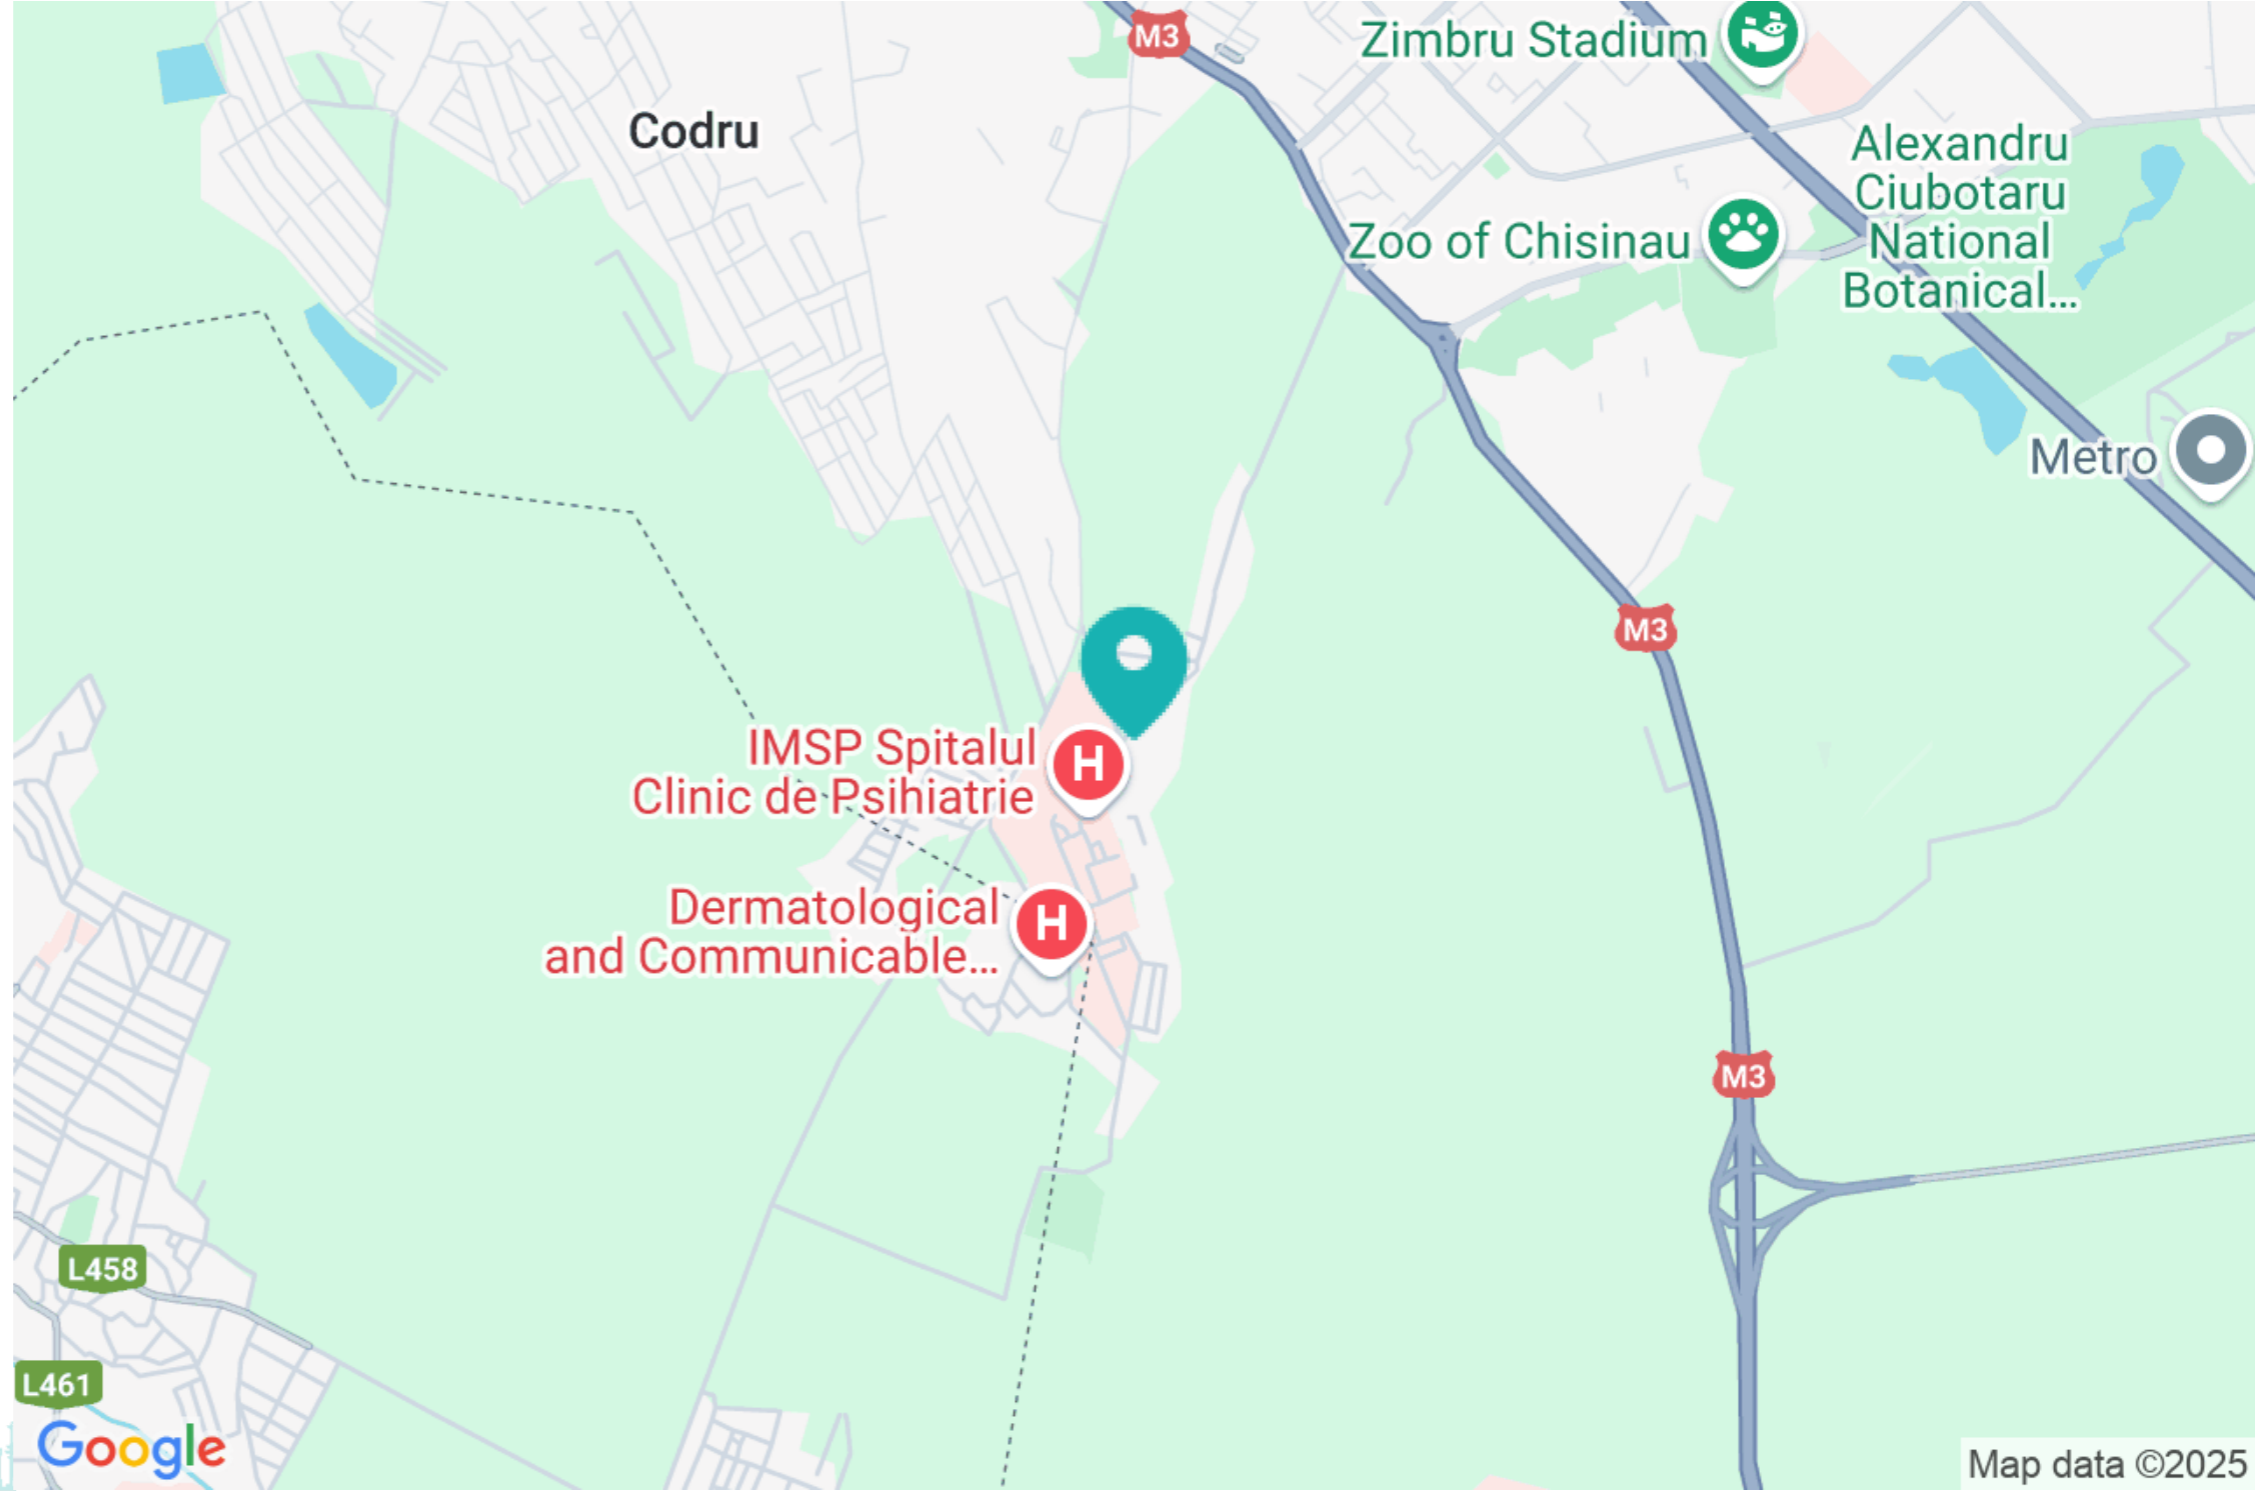 M3
Zimbru Stadium
Codru
Alexandru
Ciubotaru
National
Botanical...
Zoo of Chisinau
Metro
M3
IMSP Spitalul
Clinic de Psihiatrie
H
Dermatological
and Communicable...
H
M3
L458
L461
Google
Map data ©2025